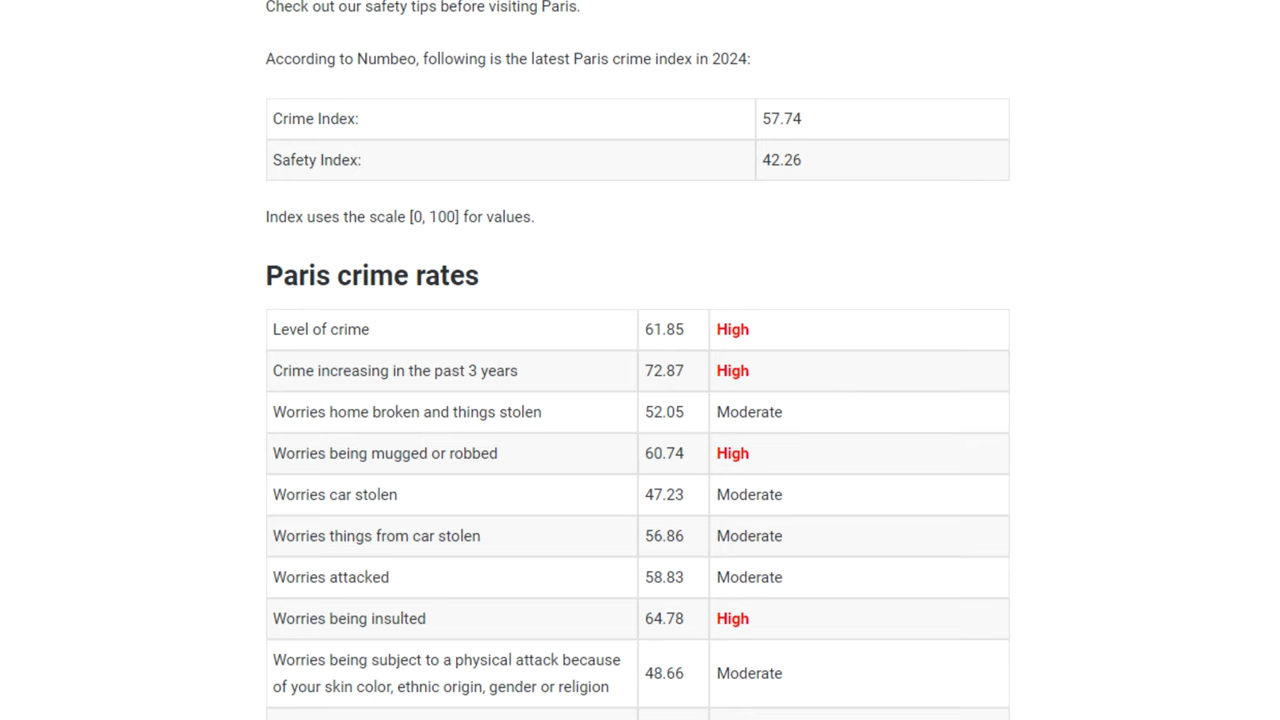 Check out our safety tips before visiting Paris.
According to Numbeo, following is the latest Paris crime index in 2024:
Crime Index: 57.74
Safety Index: 42.26
Index uses the scale [0, 100] for values.
Paris crime rates
Level of crime 61.85 High
Crime increasing in the past 3 years 72.87 High
Worries home broken and things stolen 52.05 Moderate
Worries being mugged or robbed 60.74 High
Worries car stolen 47.23 Moderate
Worries things from car stolen 56.86 Moderate
Worries attacked 58.83 Moderate
Worries being insulted 64.78 High
Worries being subject to a physical attack because
of your skin color, ethnic origin, gender or religion 48.66 Moderate